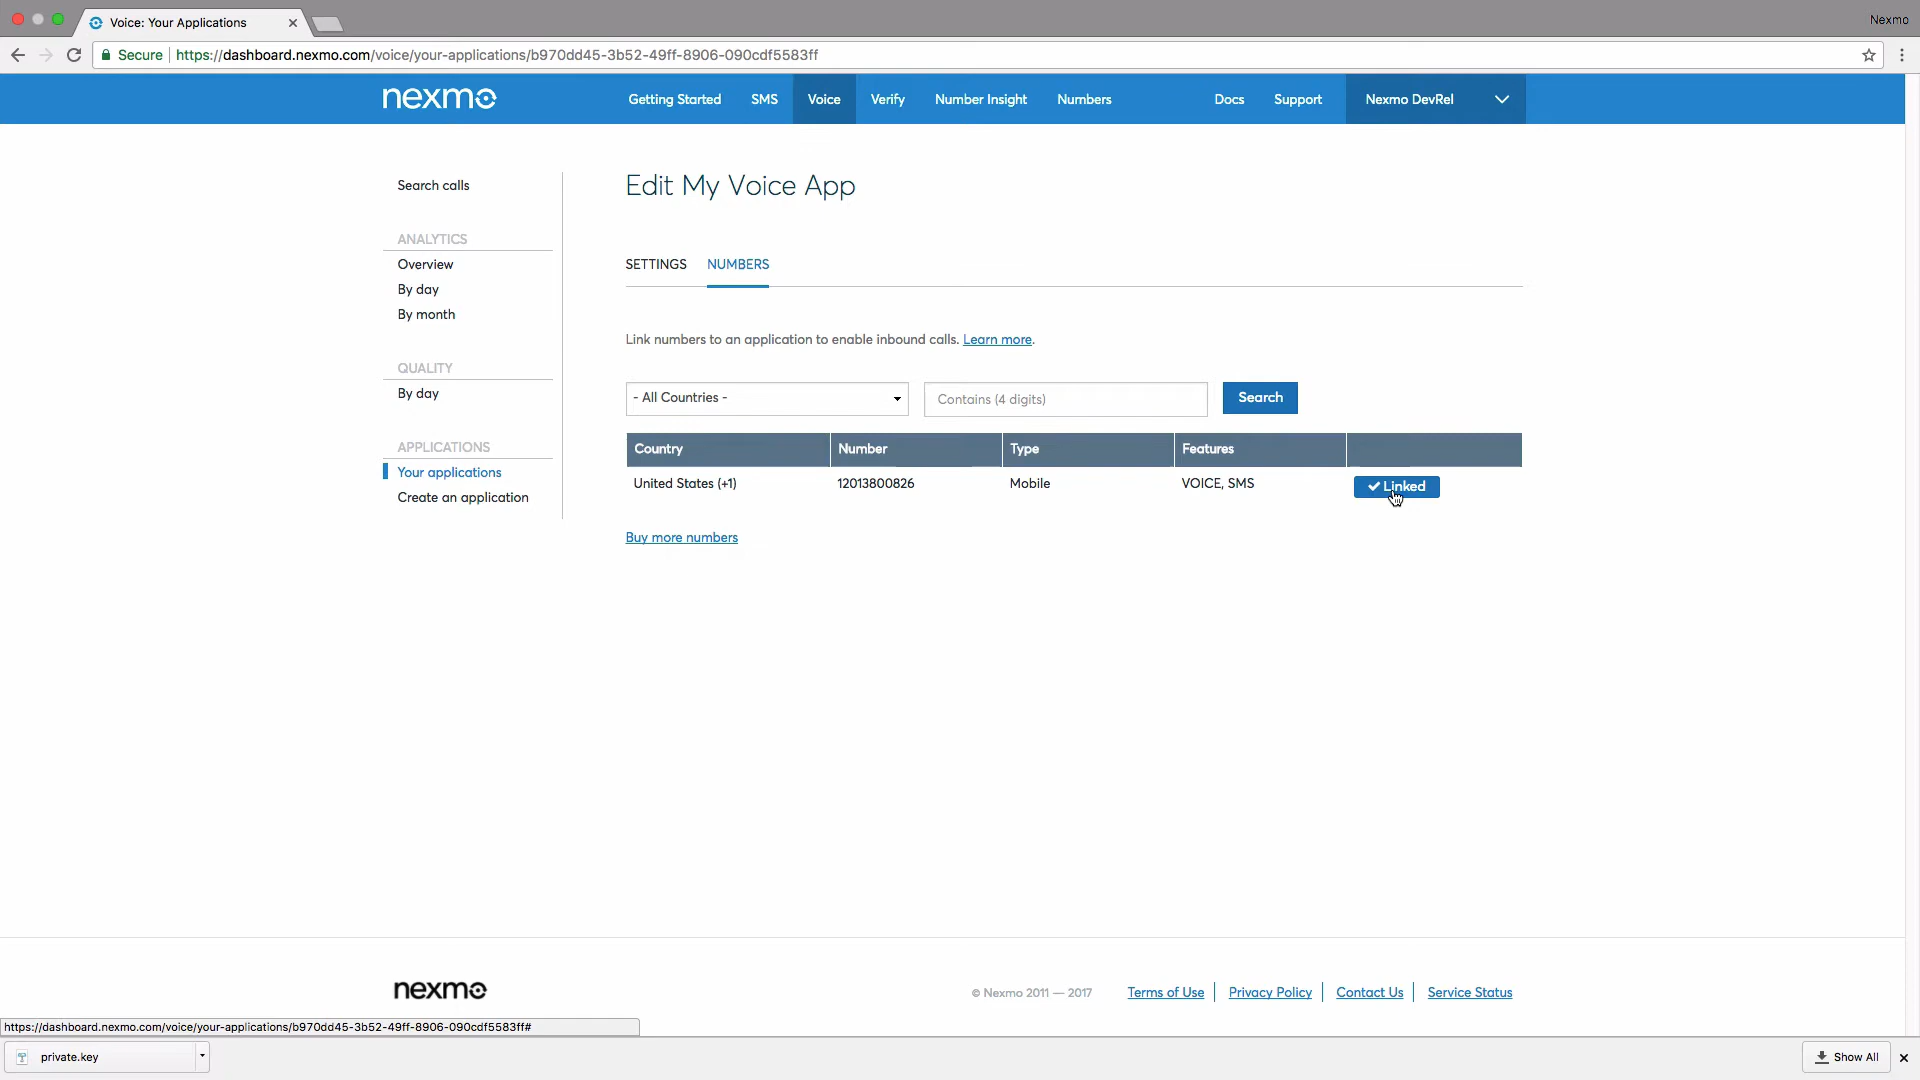 Voice: Your Applications
Nexmo
Secure
https://dashboard.nexmo.com/voice/your-applications/b970dd45-3b52-49ff-8906-090cdf5583ff
nexmo
Getting Started
SMS
Voice
Verify
Number Insight
Numbers
Docs
Support
Nexmo DevRel
Search calls
ANALYTICS
Overview
By day
By month
QUALITY
By day
APPLICATIONS
Your applications
Create an application
Edit My Voice App
SETTINGS
NUMBERS
Link numbers to an application to enable inbound calls. Learn more.
- All Countries -
Contains (4 digits)
Search
Country
Number
Type
Features
United States (+1)
12013800826
Mobile
VOICE, SMS
Linked
Buy more numbers
nexmo
© Nexmo 2011 — 2017
Terms of Use
Privacy Policy
Contact Us
Service Status
https://dashboard.nexmo.com/voice/your-applications/b970dd45-3b52-49ff-8906-090cdf5583ff#
private.key
Show All